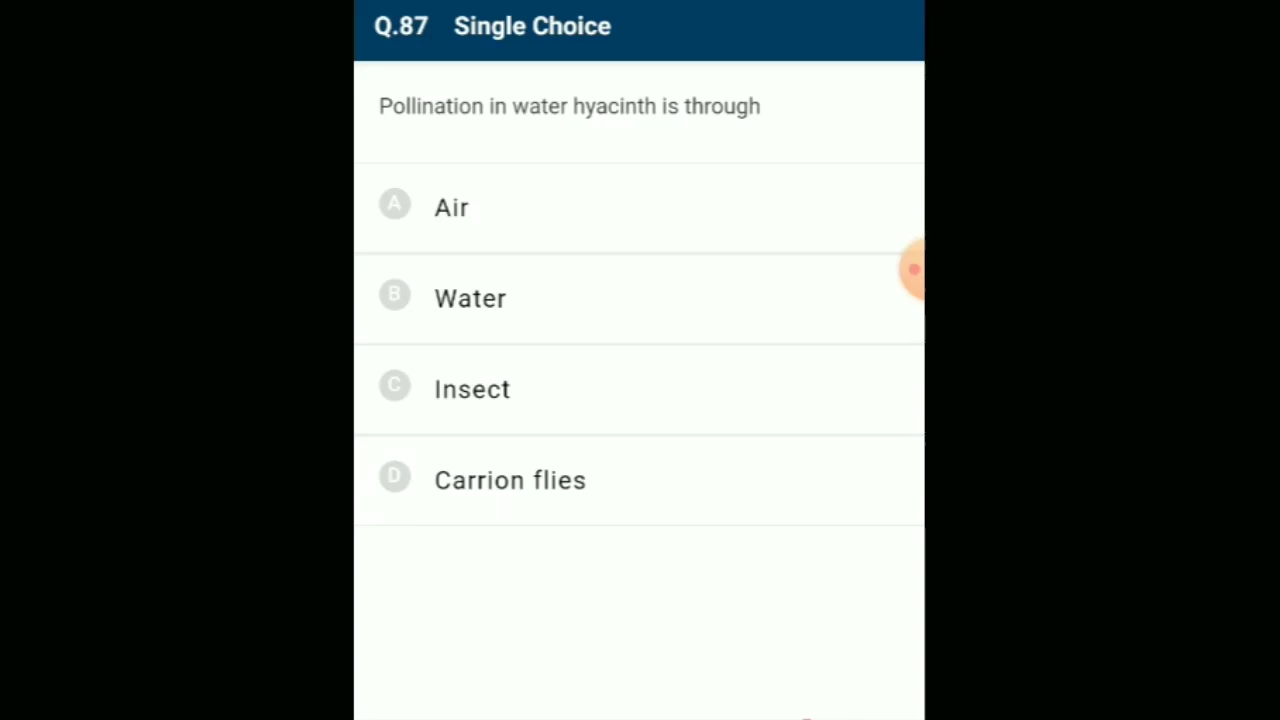 Q.87 Single Choice
Pollination in water hyacinth is through
A Air
B Water
C Insect
D Carrion flies